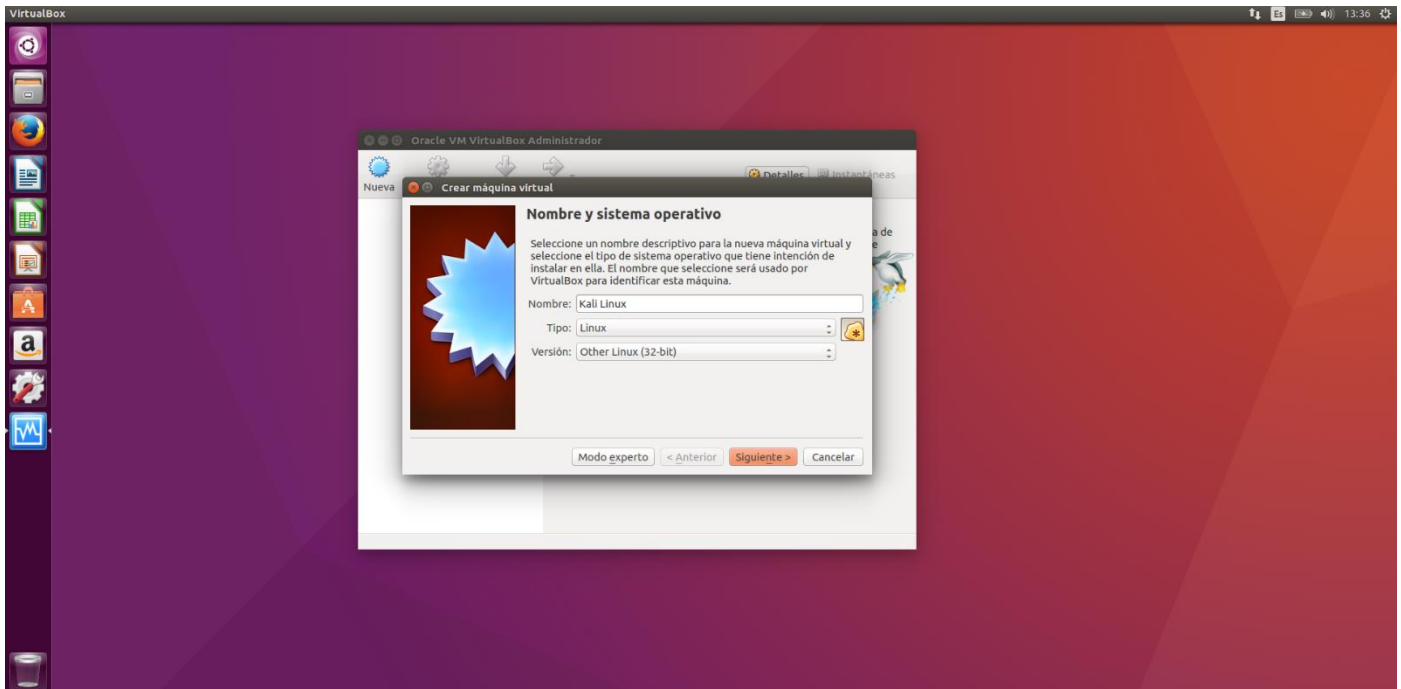 VirtualBox
Es
13:36
Oracle VM VirtualBox Administrador
Nueva
Detalles
Instantáneas
Crear máquina virtual
a de
e
Nombre y sistema operativo
Seleccione un nombre descriptivo para la nueva máquina virtual y
seleccione el tipo de sistema operativo que tiene intención de
instalar en ella. El nombre que seleccione será usado por
VirtualBox para identificar esta máquina.
Nombre: Kali Linux
Tipo: Linux
Versión: Other Linux (32-bit)
Modo experto < Anterior Siguiente > Cancelar